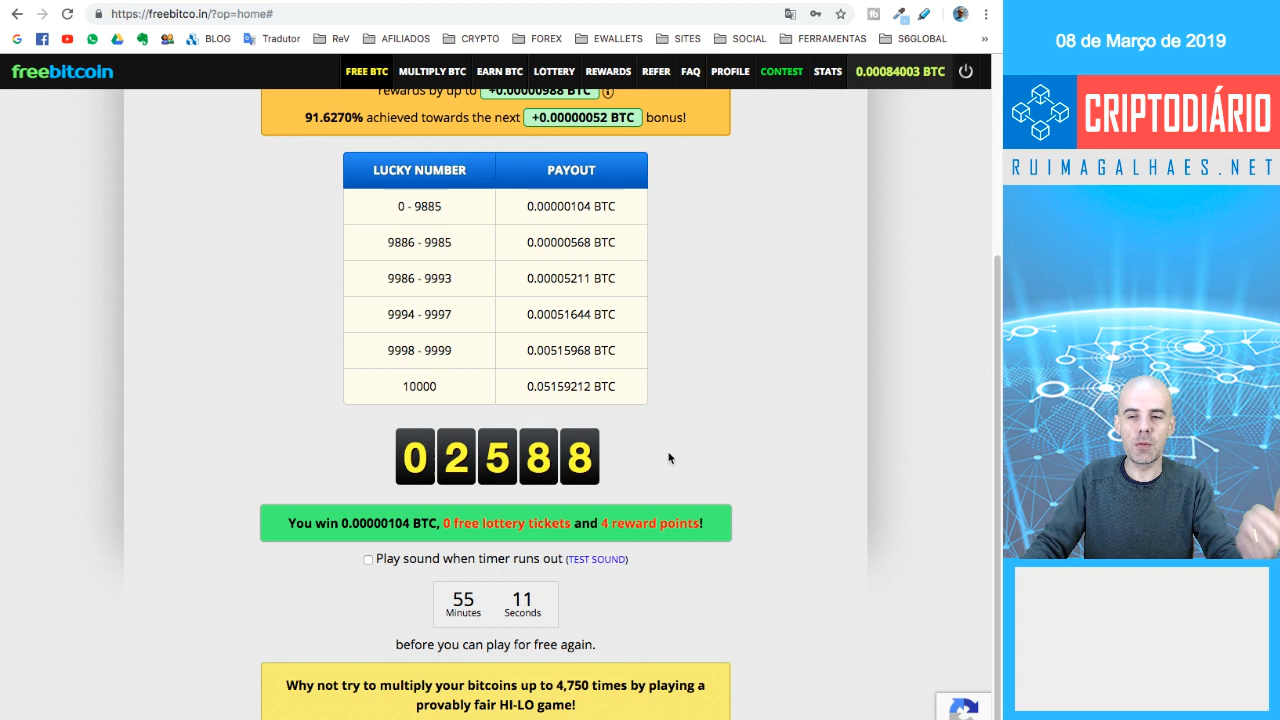 https://freebitco.in/?op=home#
BLOG Tradutor ReV AFILIADOS CRYPTO FOREX EWALLETS SITES SOCIAL FERRAMENTAS S6GLOBAL »
freebitcoin FREE BTC MULTIPLY BTC EARN BTC LOTTERY REWARDS REFER FAQ PROFILE CONTEST STATS 0.00084003 BTC
rewards by up to +0.00000988 BTC
91.6270% achieved towards the next +0.00000052 BTC bonus!
LUCKY NUMBER PAYOUT
0 - 9885 0.00000104 BTC
9886 - 9985 0.00000568 BTC
9986 - 9993 0.00005211 BTC
9994 - 9997 0.00051644 BTC
9998 - 9999 0.00515968 BTC
10000 0.05159212 BTC
0 2 5 8 8
You win 0.00000104 BTC, 0 free lottery tickets and 4 reward points!
Play sound when timer runs out (TEST SOUND)
55 11
Minutes Seconds
before you can play for free again.
Why not try to multiply your bitcoins up to 4,750 times by playing a
provably fair HI-LO game!
08 de Março de 2019
CRIPTODIÁRIO
RUIMAGALHAES.NET